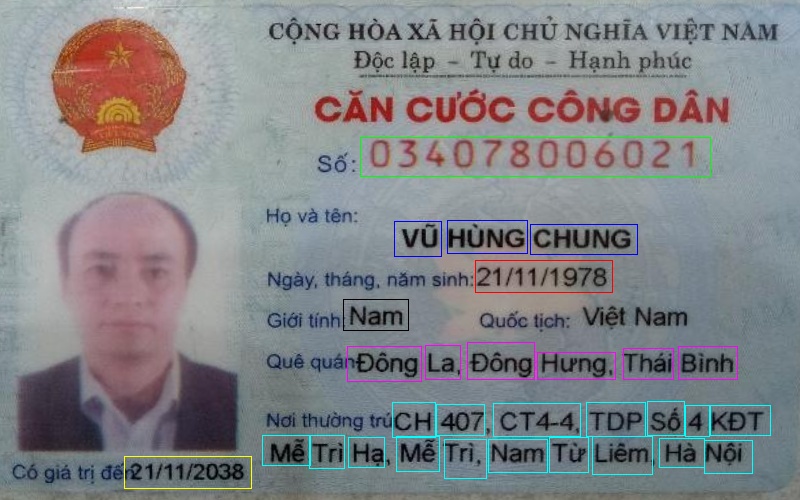 CỘNG HÒA XÃ HỘI CHỦ NGHĨA VIỆT NAM
Độc lập - Tự do - Hạnh phúc
CĂN CƯỚC CÔNG DÂN
Số: 034078006021
Họ và tên:
VŨ HÙNG CHUNG
Ngày, tháng, năm sinh: 21/11/1978
Giới tính: Nam Quốc tịch: Việt Nam
Quê quán: Đông La, Đông Hưng, Thái Bình
Nơi thường trú: CH 407, CT4-4, TDP Số 4 KĐT
Mễ Trì Hạ, Mễ Trì, Nam Từ Liêm, Hà Nội
Có giá trị đến 21/11/2038